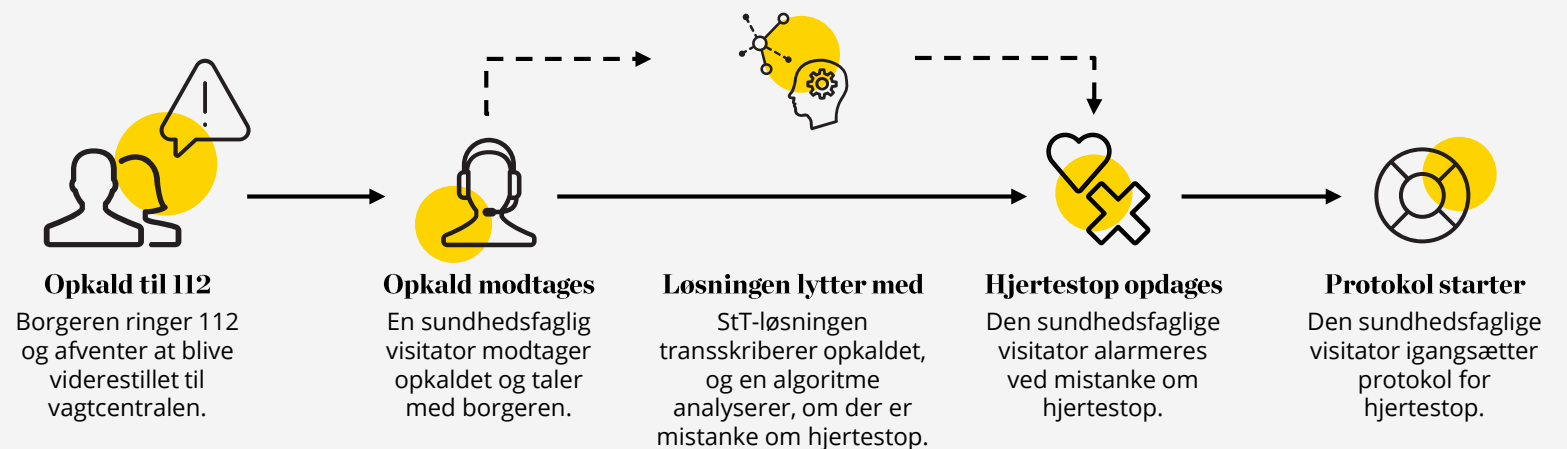 Opkald til 112
Borgeren ringer 112
og afventer at blive
viderestillet til
vagtcentralen.
Opkald modtages
En sundhedsfaglig
visitator modtager
opkaldet og taler
med borgeren.
Løsningen lytter med
StT-løsningen
transskriberer opkaldet,
og en algoritme
analyserer, om der er
mistanke om hjertestop.
Hjertestop opdages
Den sundhedsfaglige
visitator alarmeres
ved mistanke om
hjertestop.
Protokol starter
Den sundhedsfaglige
visitator igangsætter
protokol for
hjertestop.